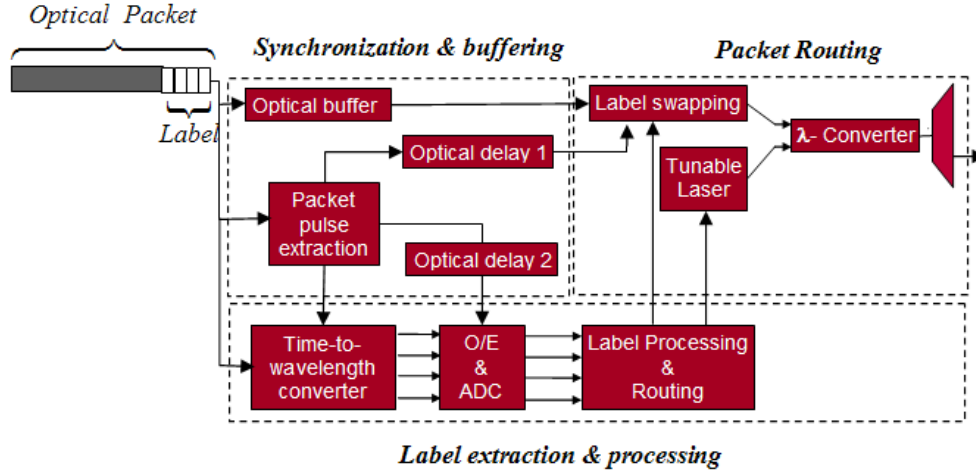 Optical Packet
Synchronization & buffering
Packet Routing
Label
Optical buffer
Label swapping
λ- Converter
Optical delay 1
Tunable
Laser
Packet
pulse
extraction
Optical delay 2
Time-to-
wavelength
converter
O/E
&
ADC
Label Processing
&
Routing
Label extraction & processing